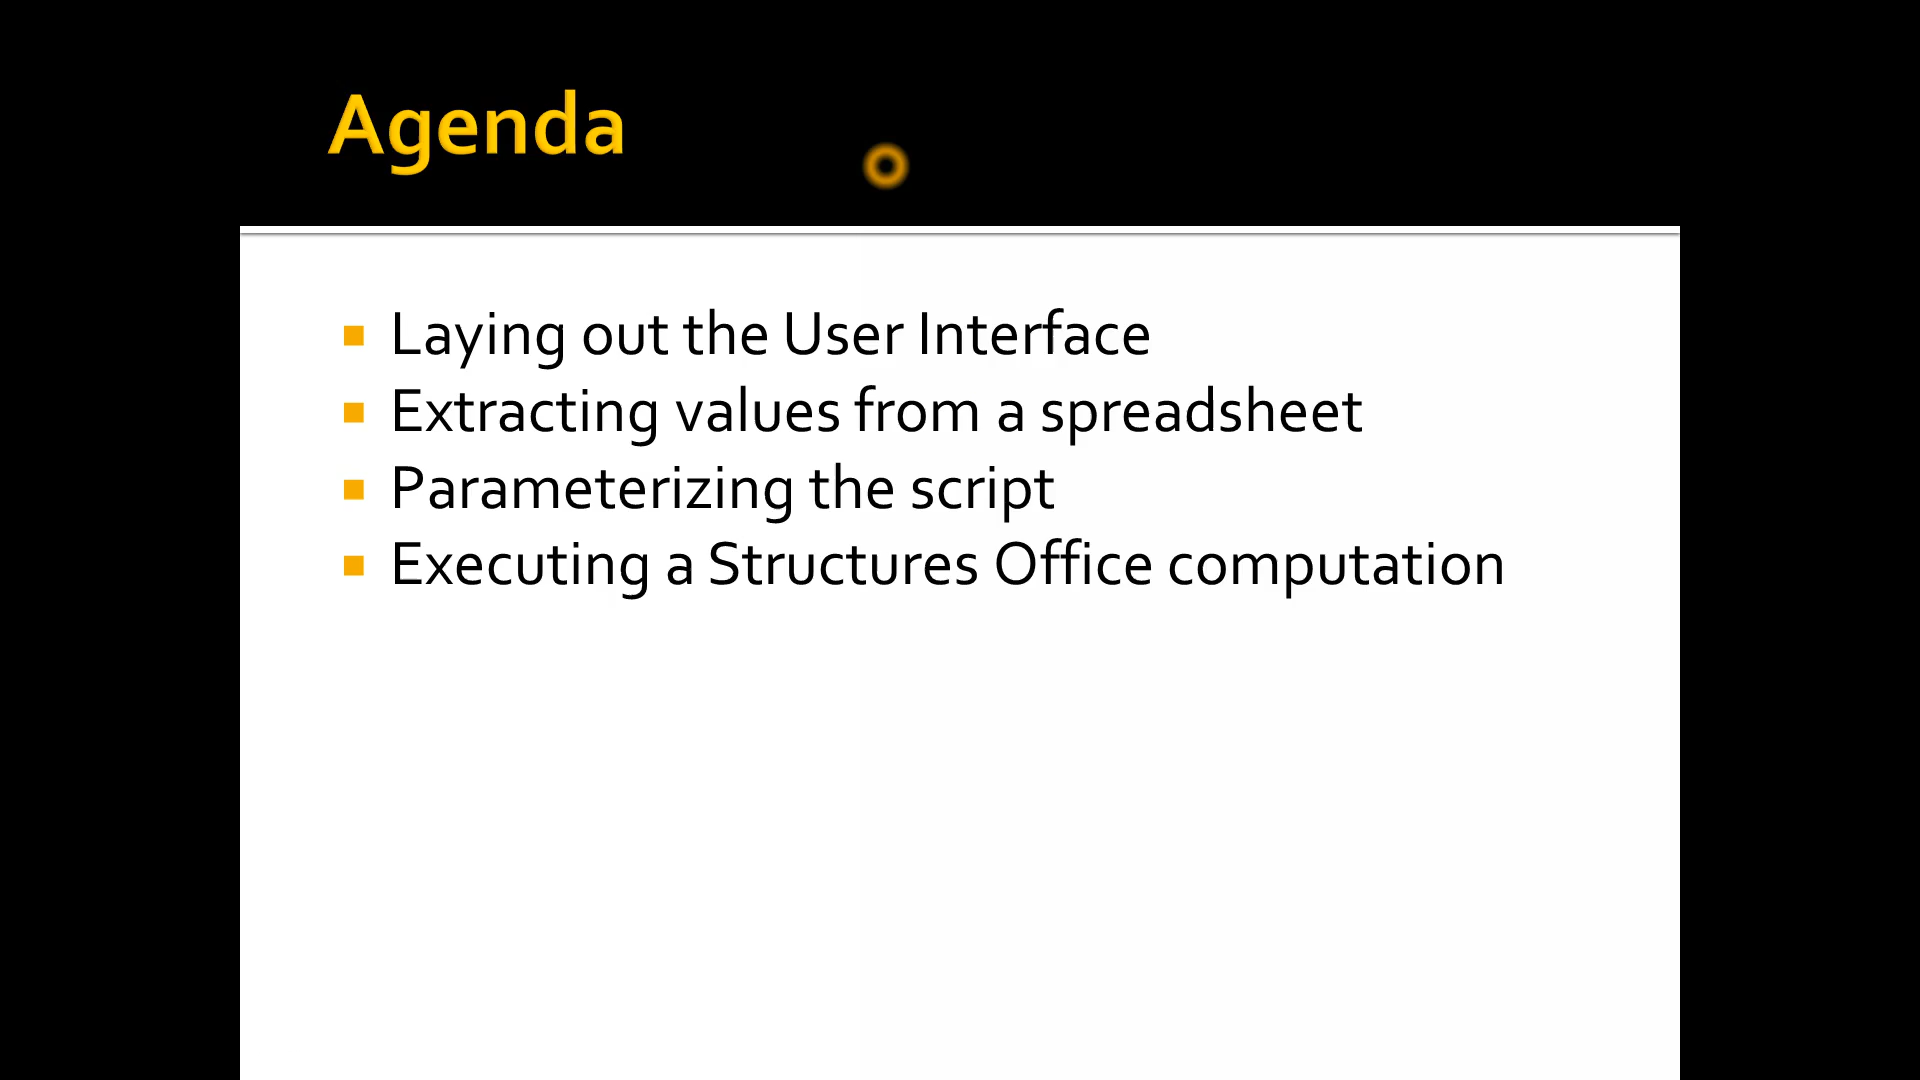 Agenda
Laying out the User Interface
Extracting values from a spreadsheet
Parameterizing the script
Executing a Structures Office computation